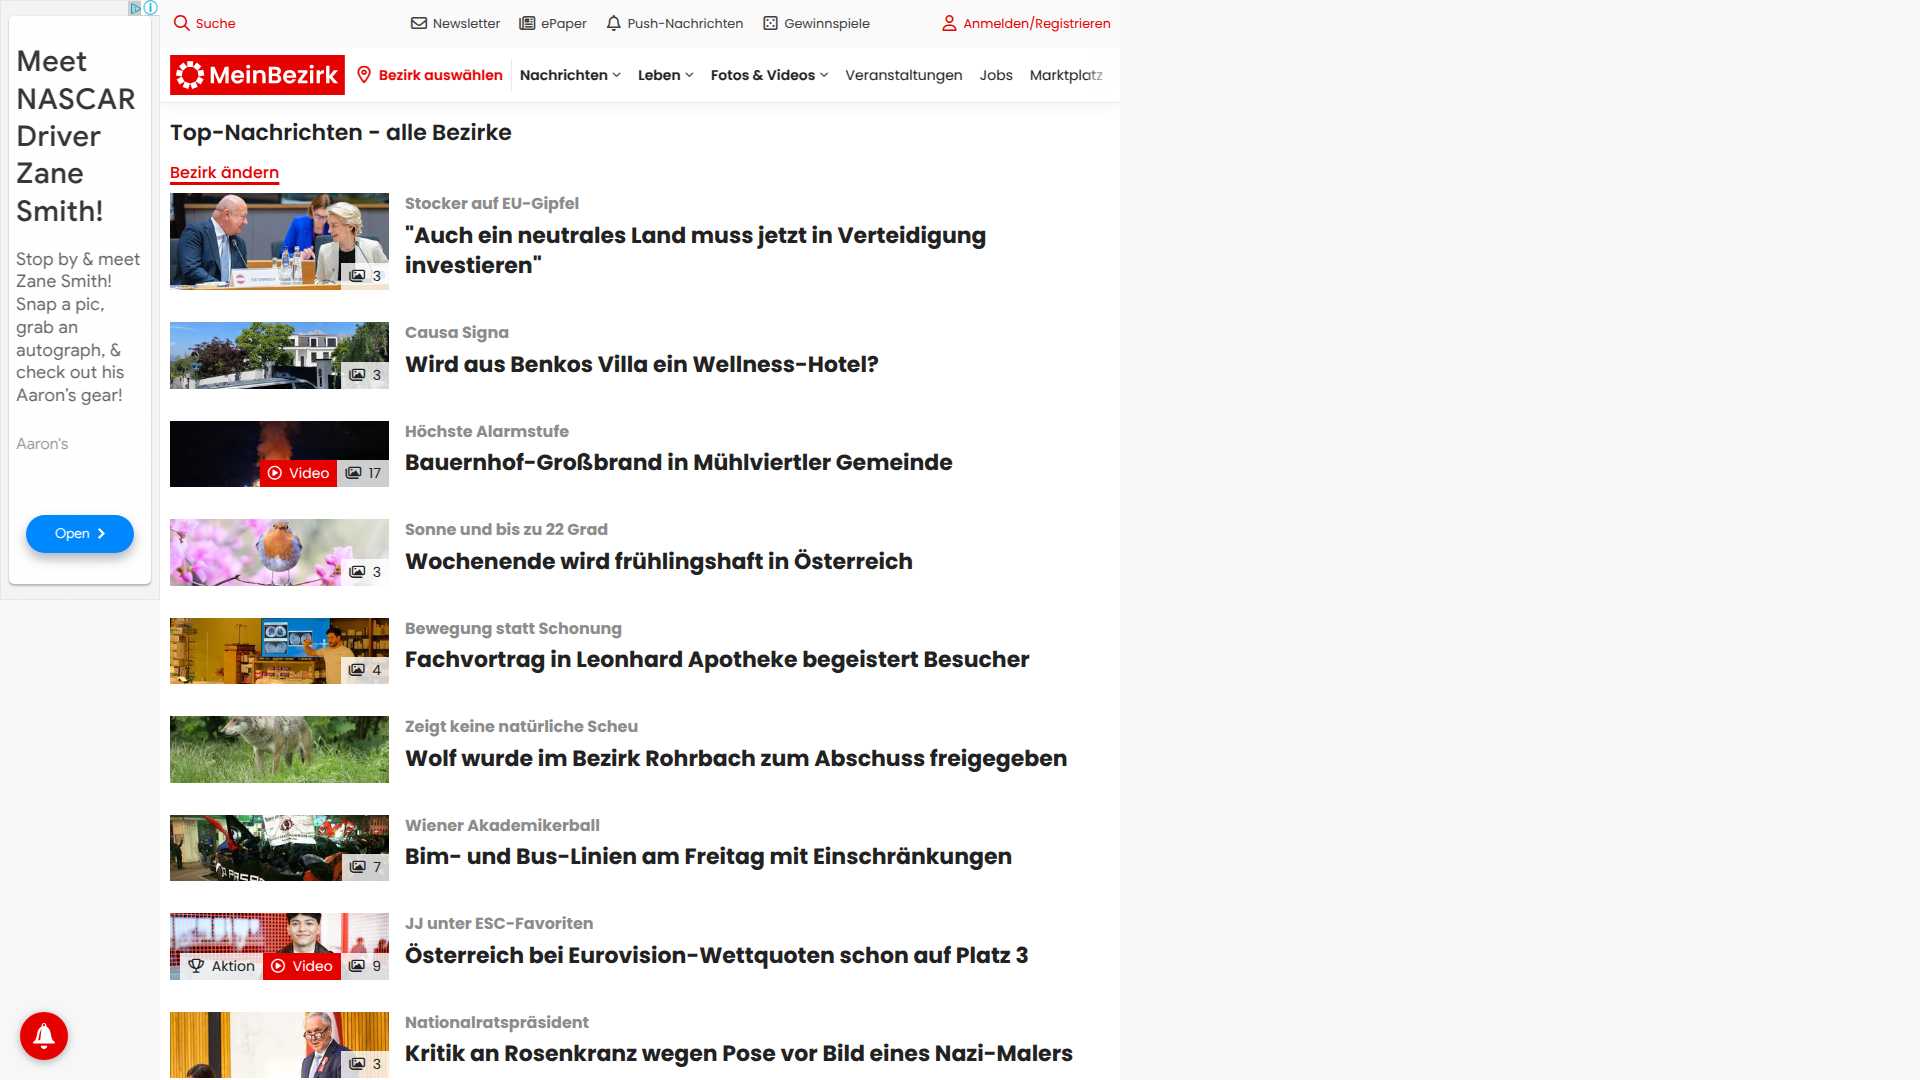 Meet
NASCAR
Driver
Zane
Smith!
Stop by & meet
Zane Smith!
Snap a pic,
grab an
autograph, &
check out his
Aaron's gear!
Aaron's
Open
Suche
Newsletter
ePaper
Push-Nachrichten
Gewinnspiele
Anmelden/Registrieren
MeinBezirk
Bezirk auswählen
Nachrichten
Leben
Fotos & Videos
Veranstaltungen
Jobs
Marktplatz
Top-Nachrichten - alle Bezirke
Bezirk ändern
3
Stocker auf EU-Gipfel
"Auch ein neutrales Land muss jetzt in Verteidigung
investieren"
3
Causa Signa
Wird aus Benkos Villa ein Wellness-Hotel?
Video
17
Höchste Alarmstufe
Bauernhof-Großbrand in Mühlviertler Gemeinde
3
Sonne und bis zu 22 Grad
Wochenende wird frühlingshaft in Österreich
4
Bewegung statt Schonung
Fachvortrag in Leonhard Apotheke begeistert Besucher
Zeigt keine natürliche Scheu
Wolf wurde im Bezirk Rohrbach zum Abschuss freigegeben
7
Wiener Akademikerball
Bim- und Bus-Linien am Freitag mit Einschränkungen
Aktion
Video
9
JJ unter ESC-Favoriten
Österreich bei Eurovision-Wettquoten schon auf Platz 3
3
Nationalratspräsident
Kritik an Rosenkranz wegen Pose vor Bild eines Nazi-Malers